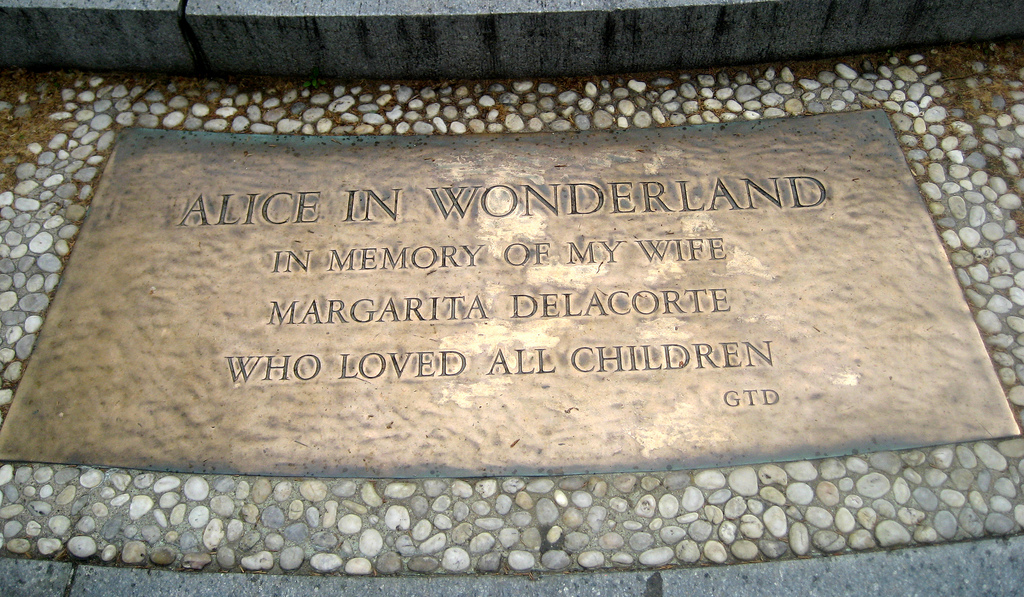 ALICE IN WONDERLAND
IN MEMORY OF MY WIFE
MARGARITA DELACORTE
WHO LOVED ALL CHILDREN
GTD